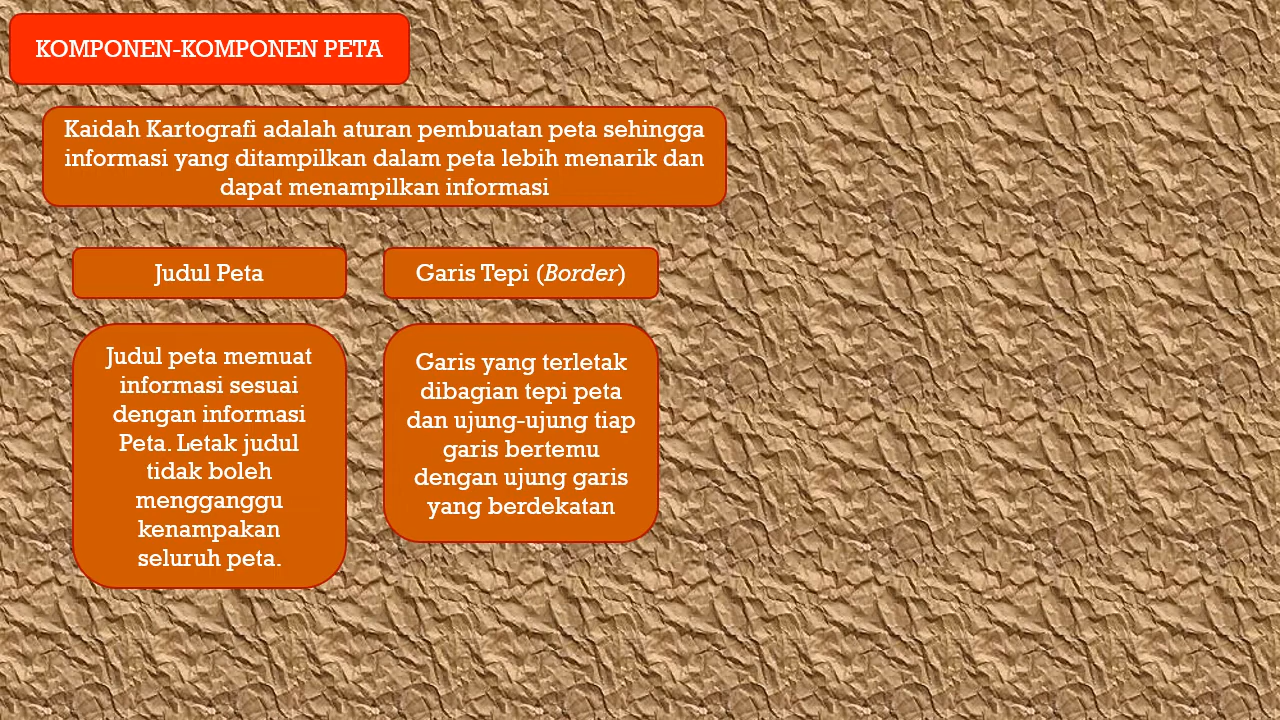 KOMPONEN-KOMPONEN PETA
Kaidah Kartografi adalah aturan pembuatan peta sehingga
informasi yang ditampilkan dalam peta lebih menarik dan
dapat menampilkan informasi
Judul Peta
Judul peta memuat
informasi sesuai
dengan informasi
Peta. Letak judul
tidak boleh
mengganggu
kenampakan
seluruh peta.
Garis Tepi (Border)
Garis yang terletak
dibagian tepi peta
dan ujung-ujung tiap
garis bertemu
dengan ujung garis
yang berdekatan